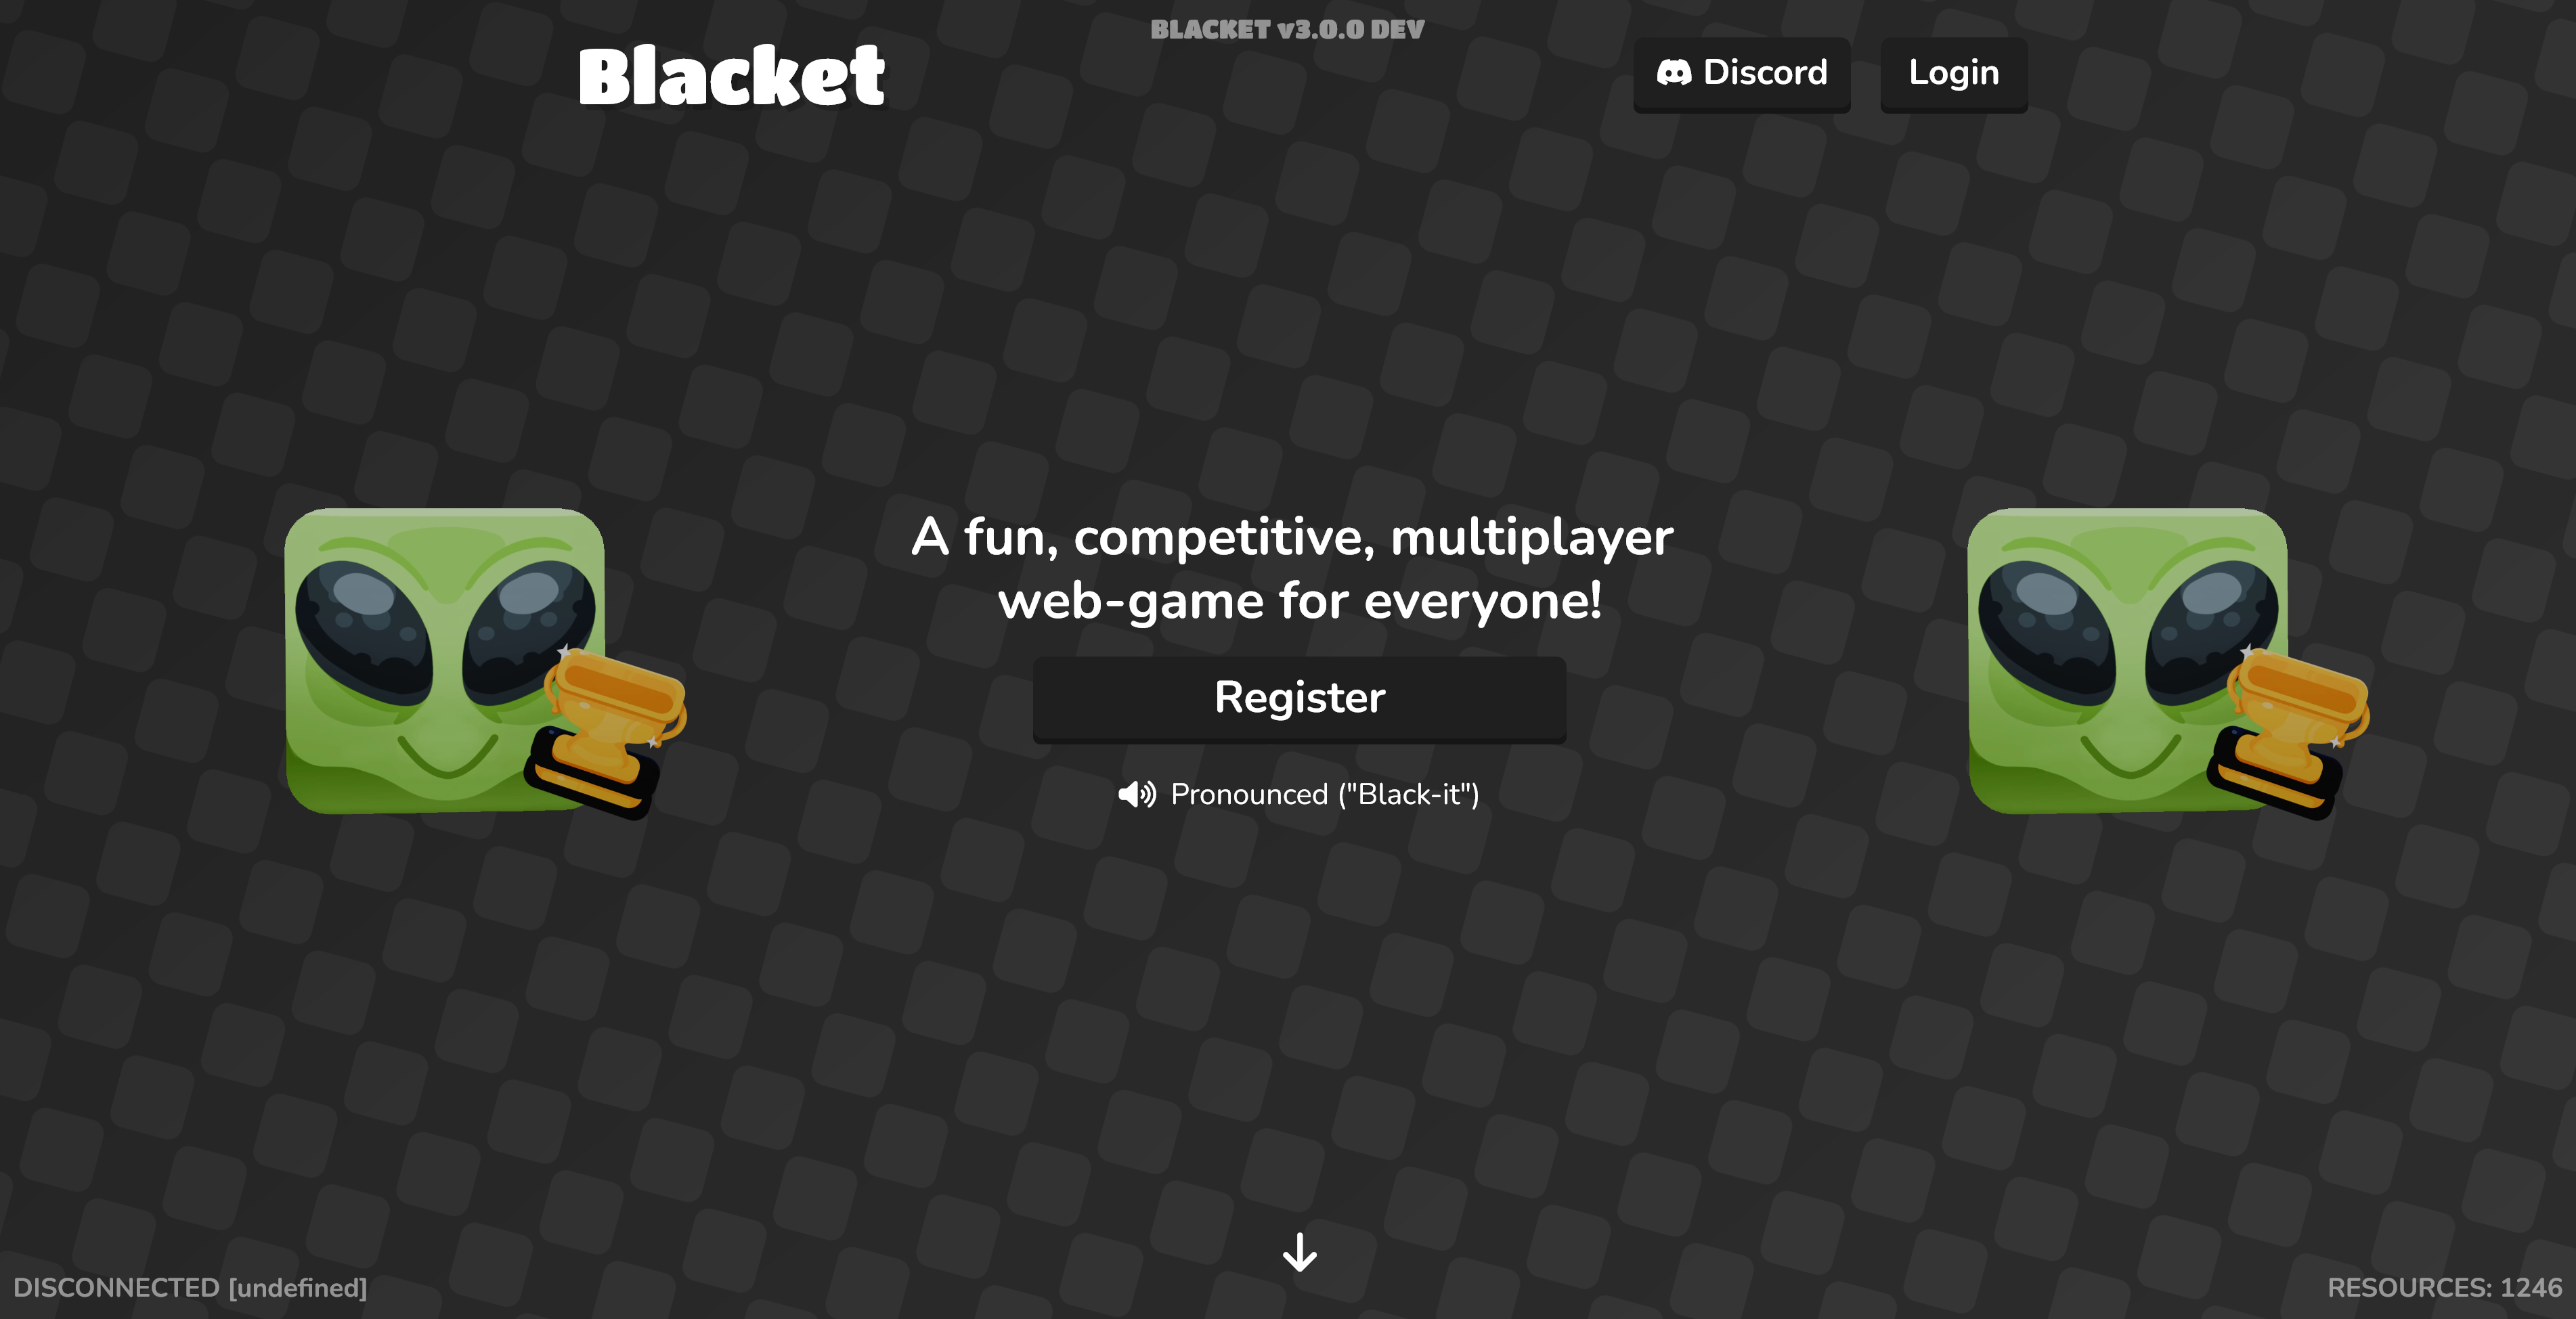 BLACKET v3.0.0 DEV
Blacket
Discord
Login
A fun, competitive, multiplayer
web-game for everyone!
Register
Pronounced ("Black-it")
DISCONNECTED [undefined]
RESOURCES: 1246